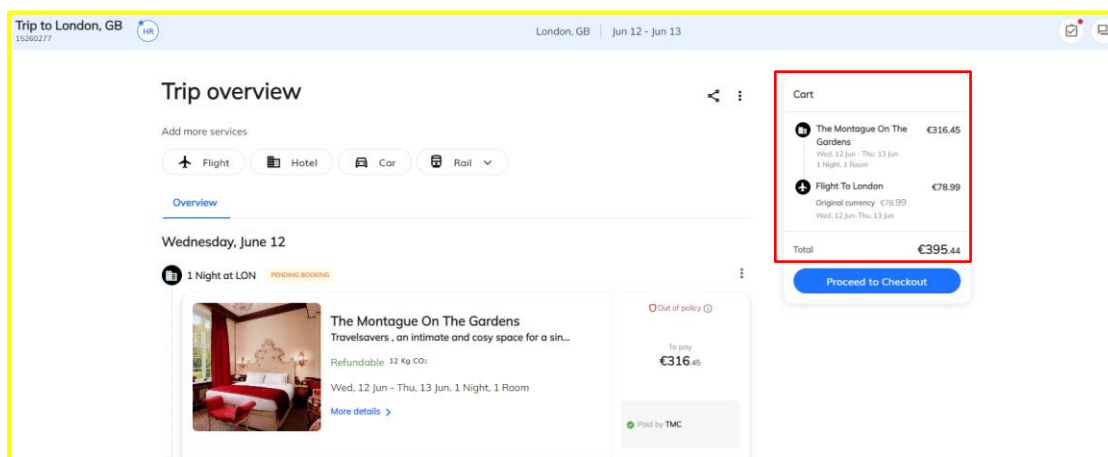 Trip to London, GB
15260277
HR
London, GB
Jun 12 - Jun 13
Trip overview
Add more services
Flight
Hotel
Car
Rail
Overview
Wednesday, June 12
1 Night at LON
PENDING BOOKING
The Montague On The Gardens
Travelsavers , an intimate and cosy space for a sin...
Refundable 12 Kg CO2
Wed, 12 Jun - Thu, 13 Jun, 1 Night, 1 Room
More details
Out of policy
To pay
€316.45
Paid by TMC
Cart
The Montague On The €316.45
Gardens
Wed, 12 Jun - Thu, 13 Jun
1 Night, 1 Room
Flight To London €78.99
Original currency €78.99
Wed, 12 Jun-Thu, 13 Jun
Total €395.44
Proceed to Checkout